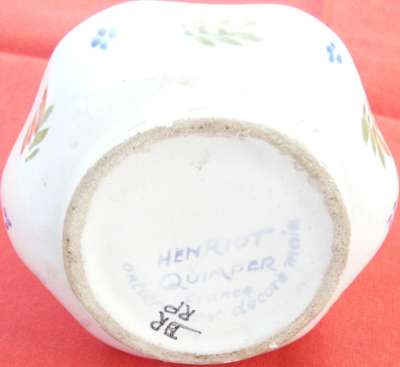 HENRIOT
QUIMPER
France
décoré main
BR
RP